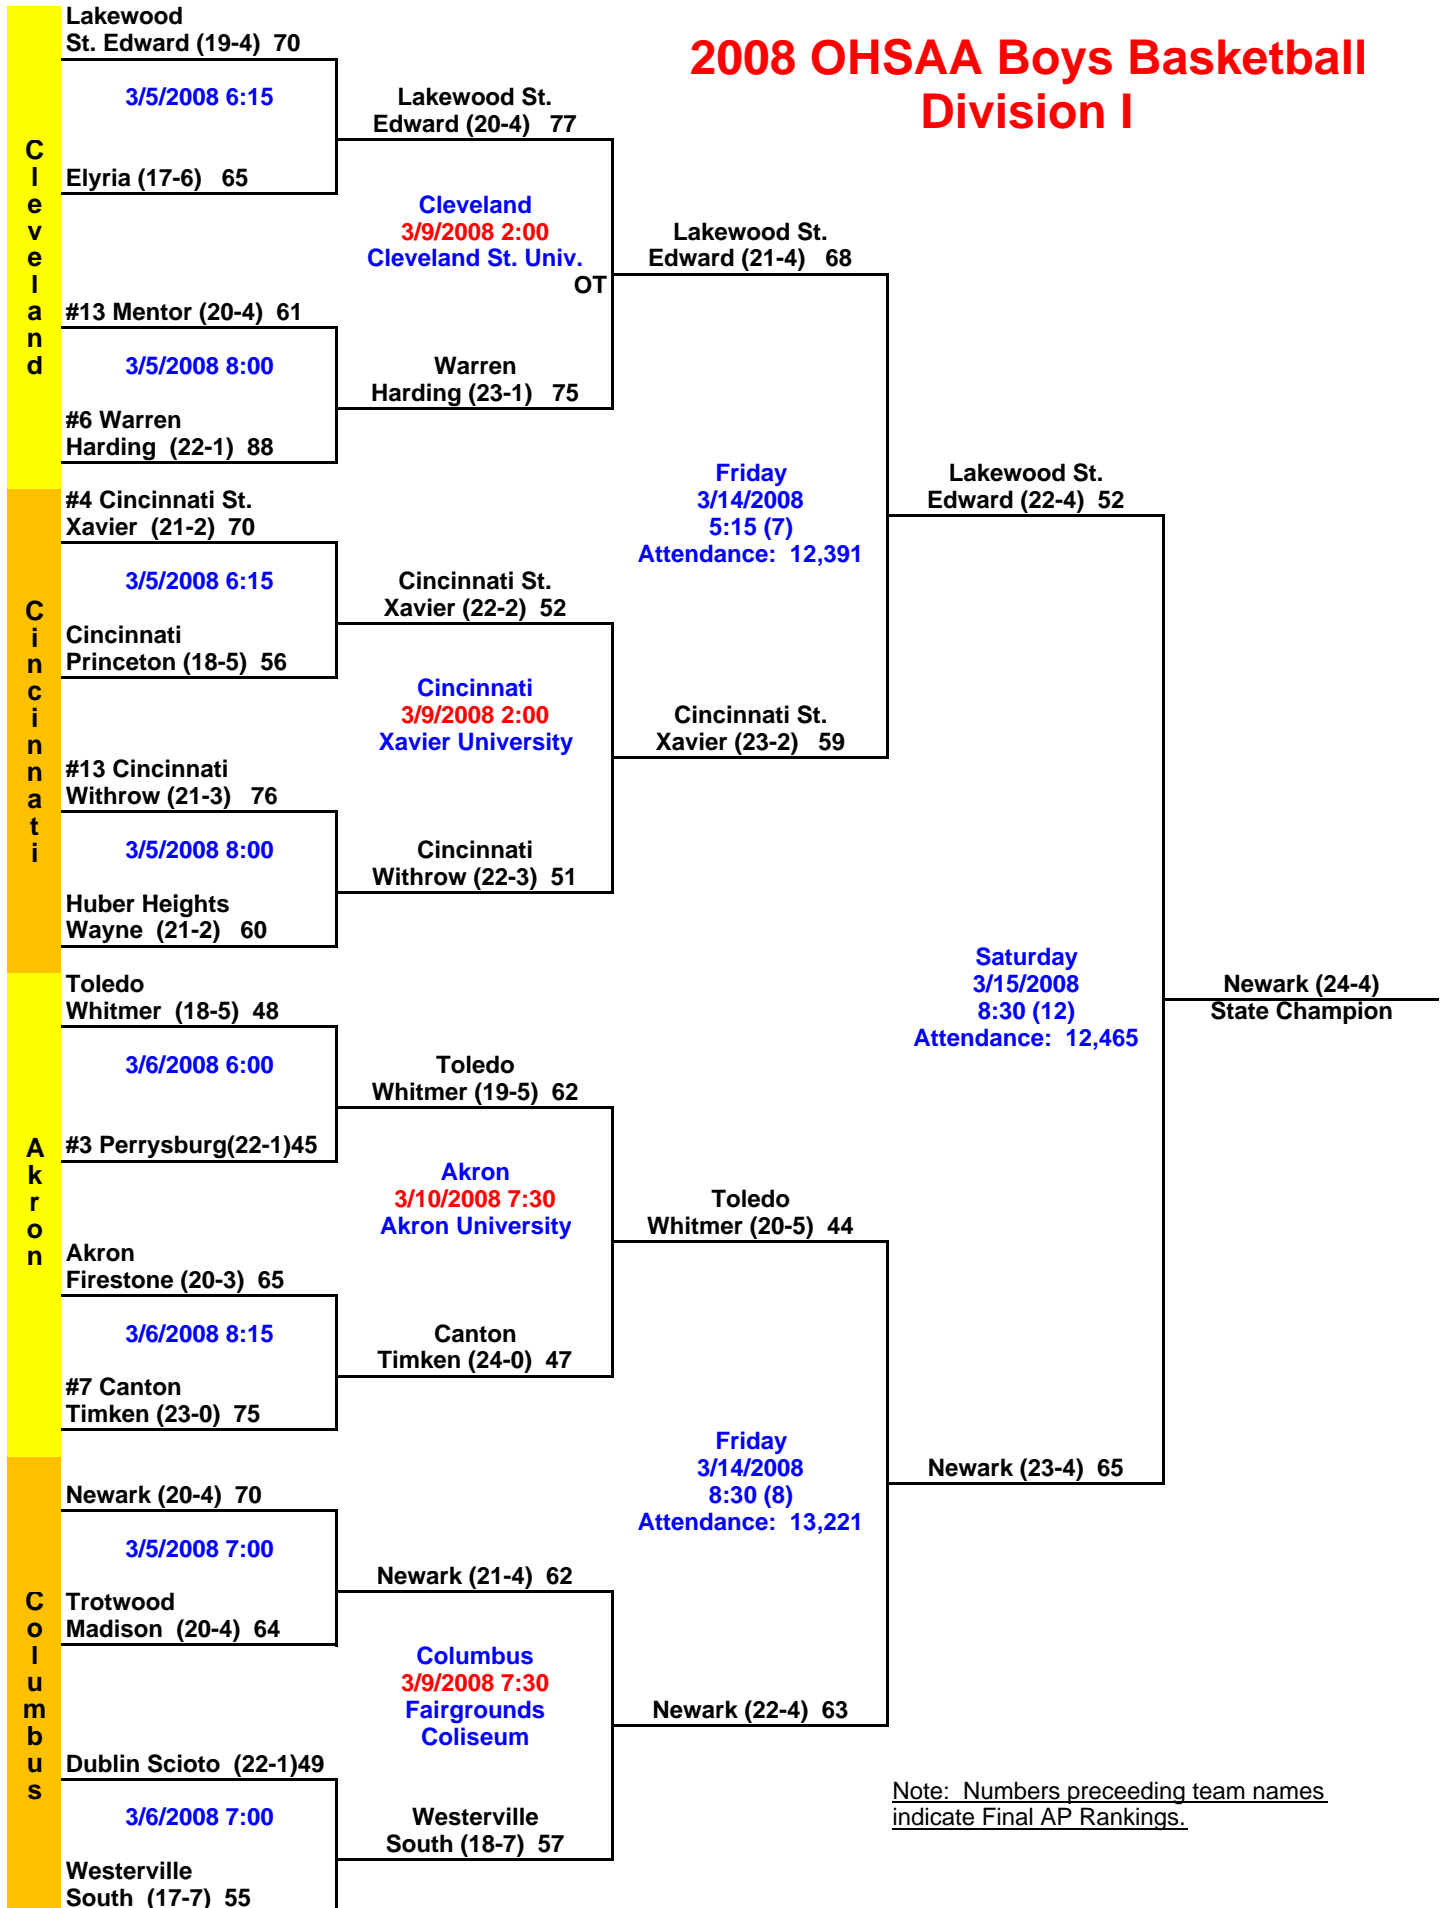 2008 OHSAA Boys Basketball
Division I
Cleveland
Lakewood
St. Edward (19-4) 70
3/5/2008 6:15
Elyria (17-6) 65
#13 Mentor (20-4) 61
3/5/2008 8:00
#6 Warren
Harding (22-1) 88
Cincinnati
#4 Cincinnati St.
Xavier (21-2) 70
3/5/2008 6:15
Cincinnati
Princeton (18-5) 56
#13 Cincinnati
Withrow (21-3) 76
3/5/2008 8:00
Huber Heights
Wayne (21-2) 60
Akron
Toledo
Whitmer (18-5) 48
3/6/2008 6:00
#3 Perrysburg(22-1)45
Akron
Firestone (20-3) 65
3/6/2008 8:15
#7 Canton
Timken (23-0) 75
Columbus
Newark (20-4) 70
3/5/2008 7:00
Trotwood
Madison (20-4) 64
Dublin Scioto (22-1)49
3/6/2008 7:00
Westerville
South (17-7) 55
Lakewood St.
Edward (20-4) 77
Cleveland
3/9/2008 2:00
Cleveland St. Univ.
OT
Warren
Harding (23-1) 75
Cincinnati St.
Xavier (22-2) 52
Cincinnati
3/9/2008 2:00
Xavier University
Cincinnati
Withrow (22-3) 51
Toledo
Whitmer (19-5) 62
Akron
3/10/2008 7:30
Akron University
Canton
Timken (24-0) 47
Newark (21-4) 62
Columbus
3/9/2008 7:30
Fairgrounds
Coliseum
Westerville
South (18-7) 57
Lakewood St.
Edward (21-4) 68
Friday
3/14/2008
5:15 (7)
Attendance: 12,391
Cincinnati St.
Xavier (23-2) 59
Toledo
Whitmer (20-5) 44
Friday
3/14/2008
8:30 (8)
Attendance: 13,221
Newark (22-4) 63
Lakewood St.
Edward (22-4) 52
Saturday
3/15/2008
8:30 (12)
Attendance: 12,465
Newark (23-4) 65
Newark (24-4)
State Champion
Note: Numbers preceeding team names
indicate Final AP Rankings.